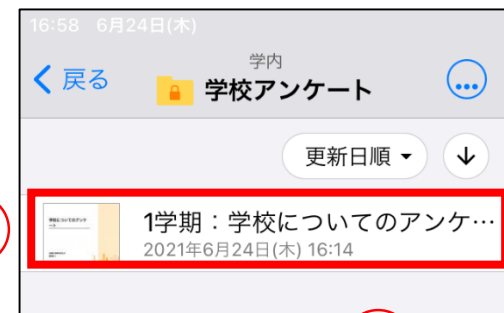 16:58 6月24日(木)
戻る
学内
学校アンケート
更新日順
1学期：学校についてのアンケ…
2021年6月24日(木) 16:14